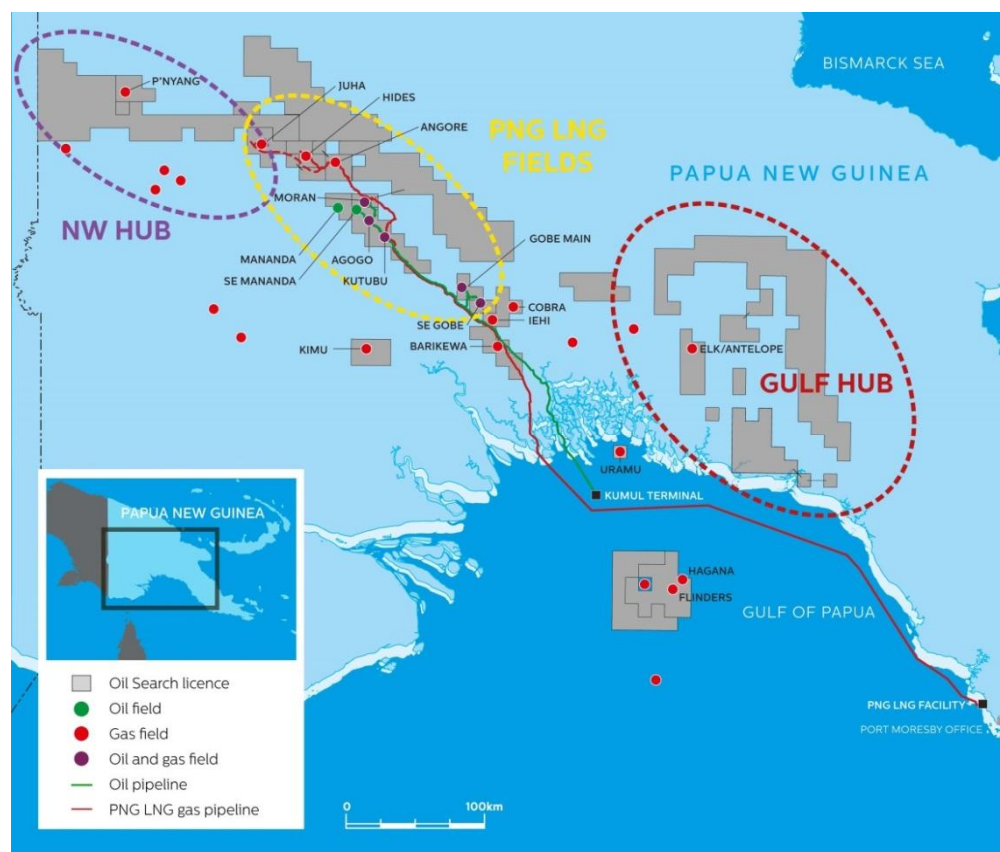 BISMARCK SEA
P'NYANG
JUHA
HIDES
ANGORE
PNG LNG
FIELDS
PAPUA NEW GUINEA
MORAN
NW HUB
MANANDA
SE MANANDA
AGOGO
KUTUBU
GOBE MAIN
COBRA
SE GOBE
IEHI
BARIKEWA
KIMU
ELK/ANTELOPE
GULF HUB
URAMU
KUMUL TERMINAL
PAPUA NEW GUINEA
HAGANA
FLINDERS
GULF OF PAPUA
Oil Search licence
Oil field
Gas field
Oil and gas field
Oil pipeline
PNG LNG gas pipeline
PNG LNG FACILITY
PORT MORESBY OFFICE
0 100km